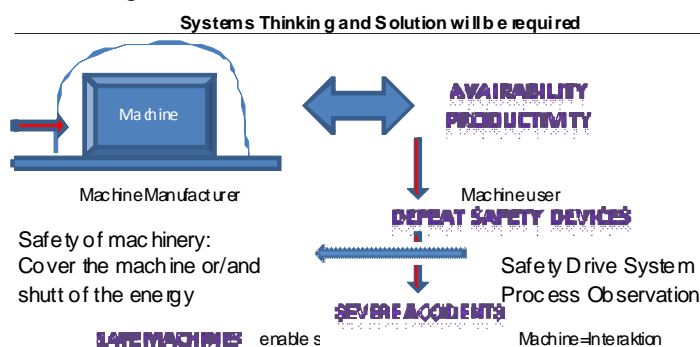 Systems Thinking and Solution will be required
Machine
AVAIRABILITY
PRODUCTIVITY
Machine Manufacturer
Machine user
DEFEAT SAFETY DEVICES
Safety of machinery:
Cover the machine or/and
shutt of the energy
Safety Drive System
Process Observation
SEVERE ACCIDENTS
SAFE MACHINES enable s
Machine=Interaktion